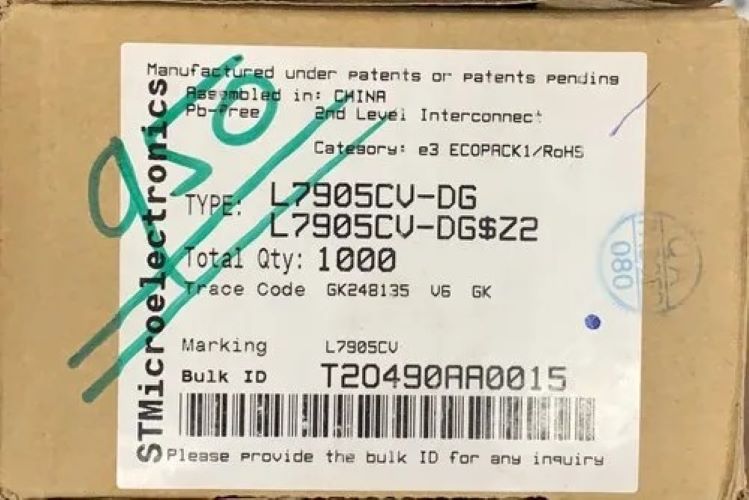 Manufactured under patents or patents pending
Assembled in: CHINA
Pb-free 2nd Level Interconnect
Category: e3 ECOPACK1/RoHS
TYPE: L7905CV-DG
L7905CV-DG$Z2
Total Qty: 1000
Trace Code GK248135 V6 GK
Marking L7905CV
Bulk ID T20490AA0015
Please provide the bulk ID for any inquiry
STMicroelectronics
950
080